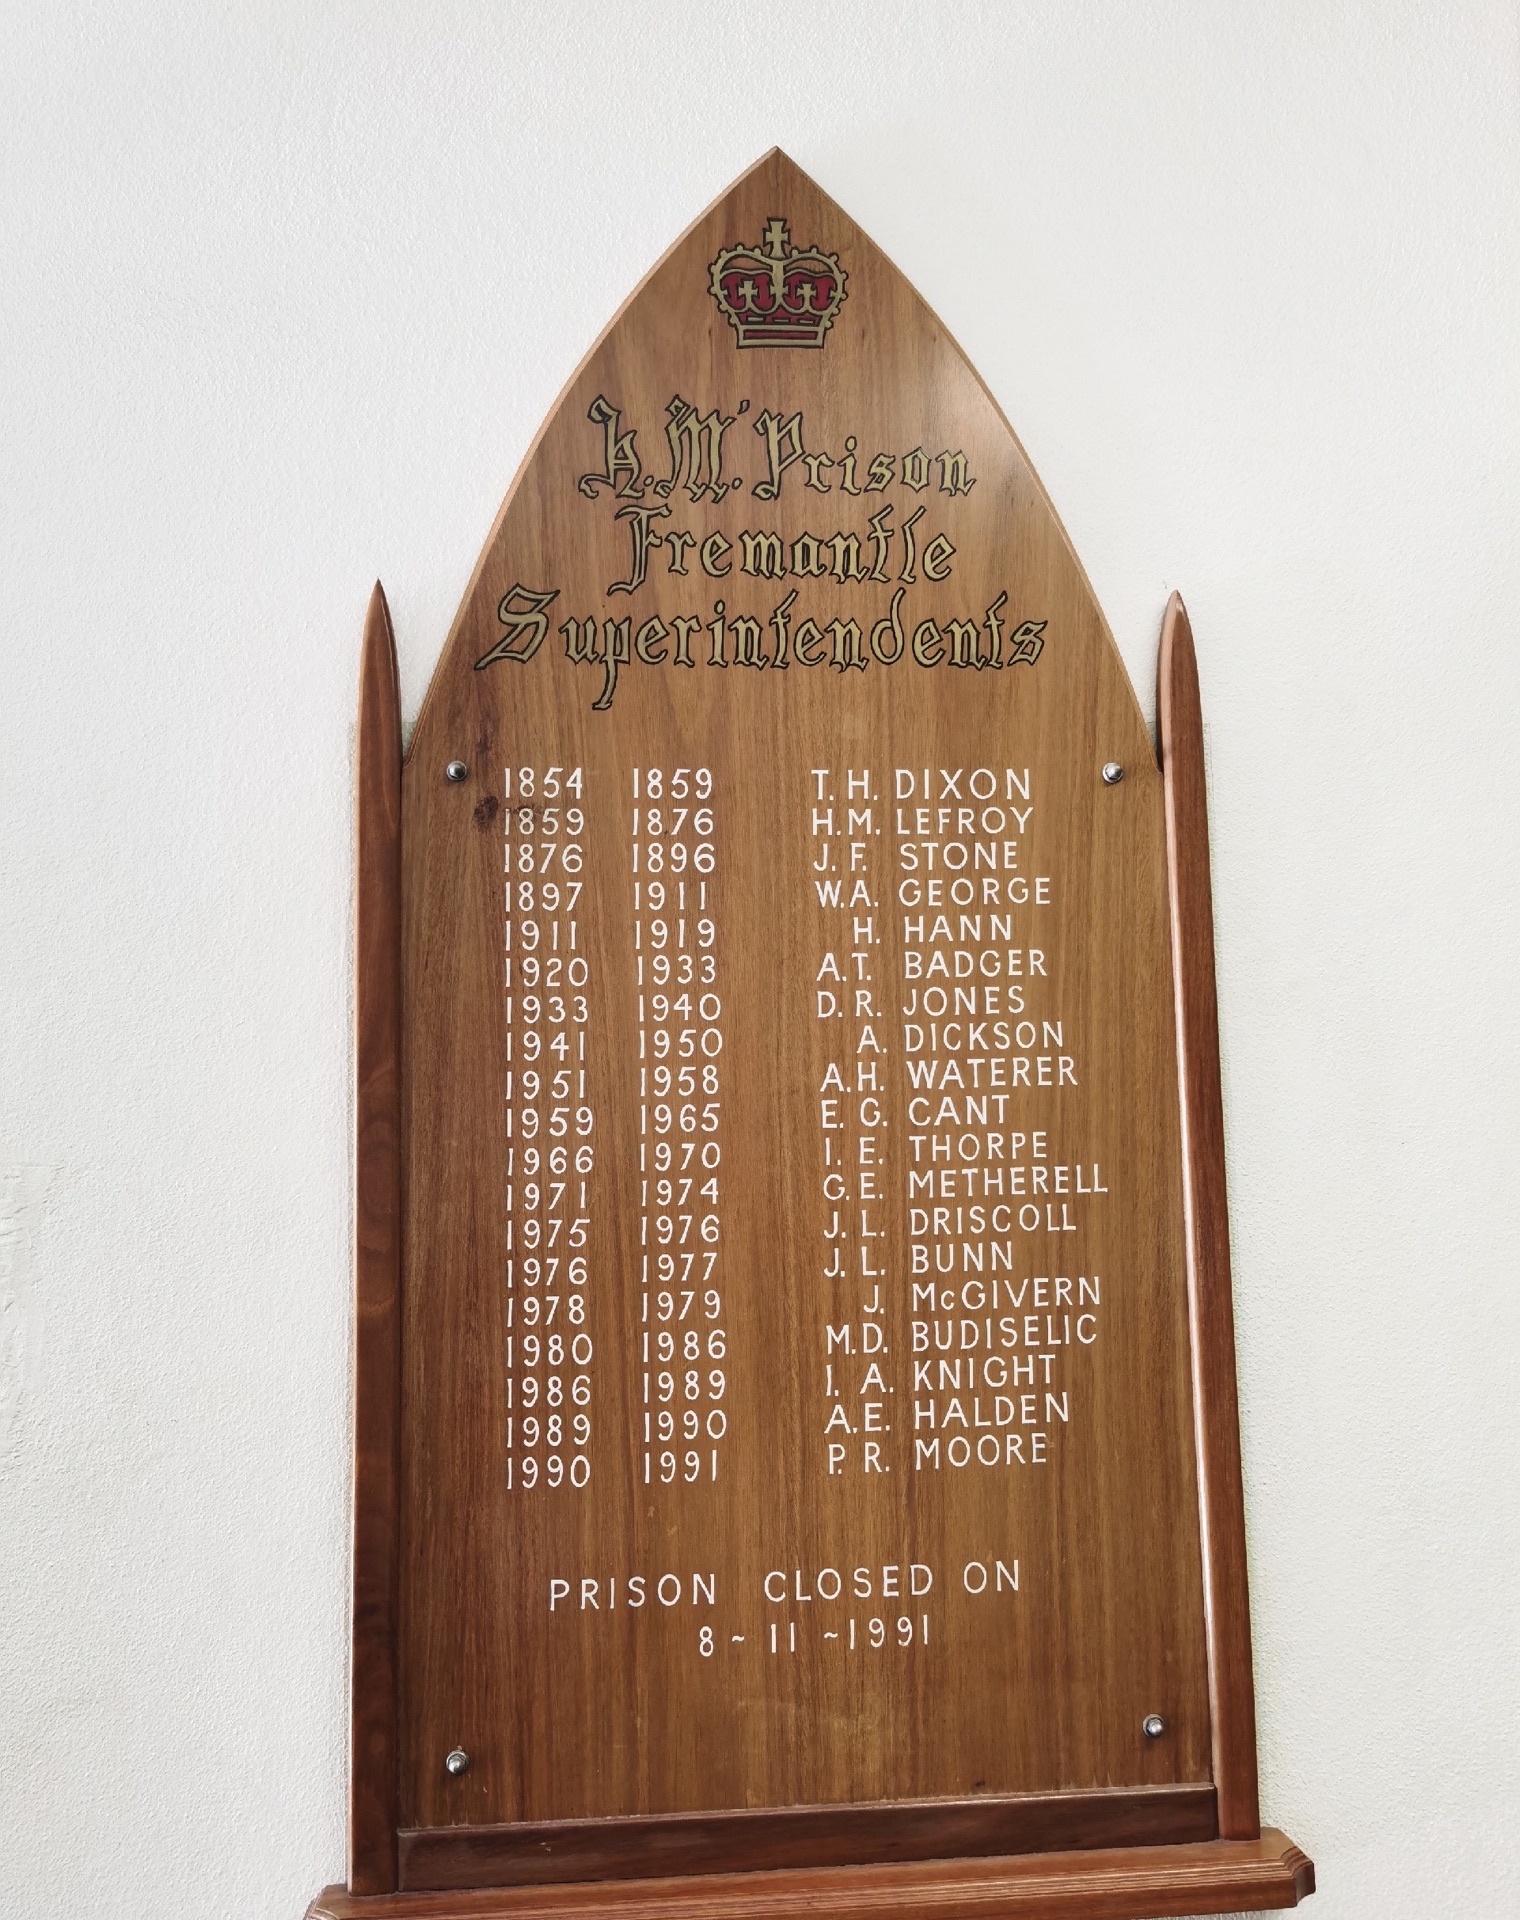 H.M. Prison
Fremantle
Superintendents
1854 1859 T. H. DIXON
1859 1876 H.M. LEFROY
1876 1896 J. F. STONE
1897 1911 W.A. GEORGE
1911 1919 H. HANN
1920 1933 A.T. BADGER
1933 1940 D. R. JONES
1941 1950 A. DICKSON
1951 1958 A.H. WATERER
1959 1965 E. G. CANT
1966 1970 I. E. THORPE
1971 1974 G.E. METHERELL
1975 1976 J. L. DRISCOLL
1976 1977 J. L. BUNN
1978 1979 J. McGIVERN
1980 1986 M.D. BUDISELIC
1986 1989 I. A. KNIGHT
1989 1990 A.E. HALDEN
1990 1991 P. R. MOORE
PRISON CLOSED ON
8 ~ 11 ~1991